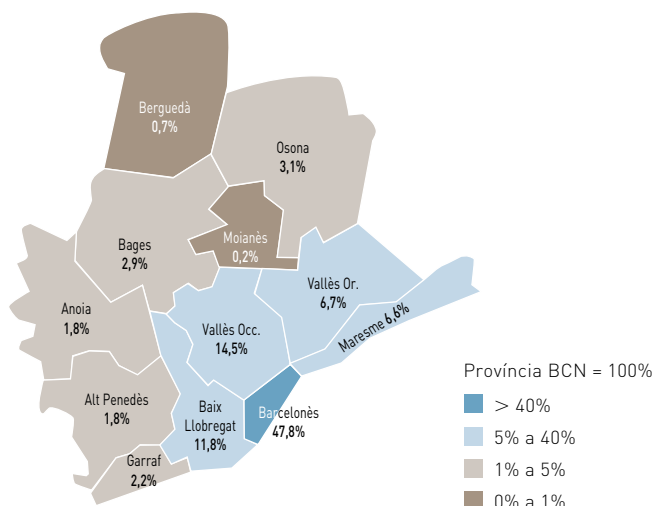 Berguedà
0,7%
Osona
3,1%
Moianès
0,2%
Bages
2,9%
Vallès Or.
6,7%
Maresme 6,6%
Anoia
1,8%
Vallès Occ.
14,5%
Alt Penedès
1,8%
Baix
Llobregat
11,8%
Barcelonès
47,8%
Garraf
2,2%
Província BCN = 100%
> 40%
5% a 40%
1% a 5%
0% a 1%